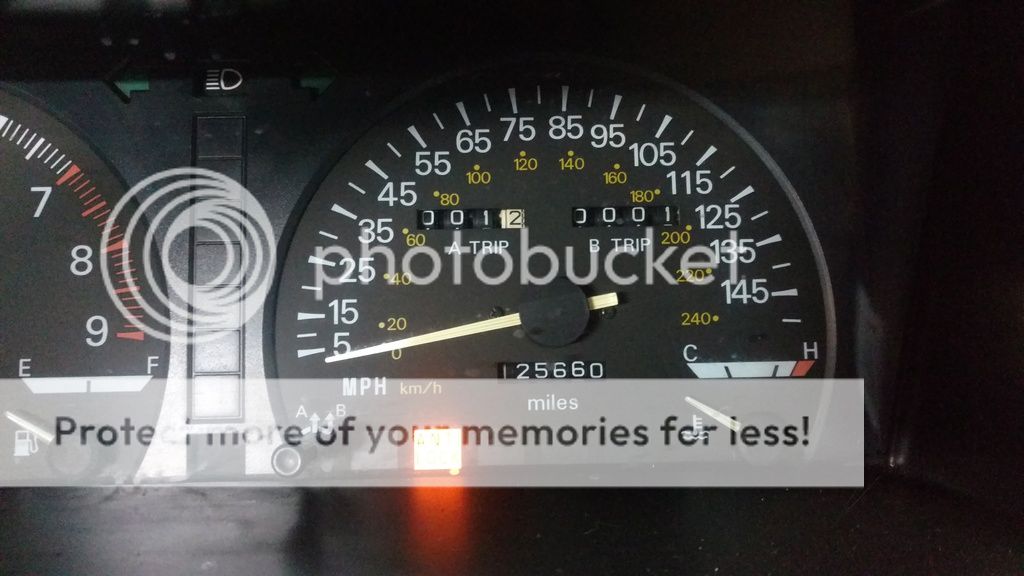 75 85
65 95
55 105
45 115
35 125
25 135
15 145
5
80 100 120 140 160 180
60 200
40 220
20 240
0
0012 0001
A TRIP B TRIP
photobucket
7
8
9
E F
C H
MPH km/h
125660
miles
A B
Protect more of your memories for less!